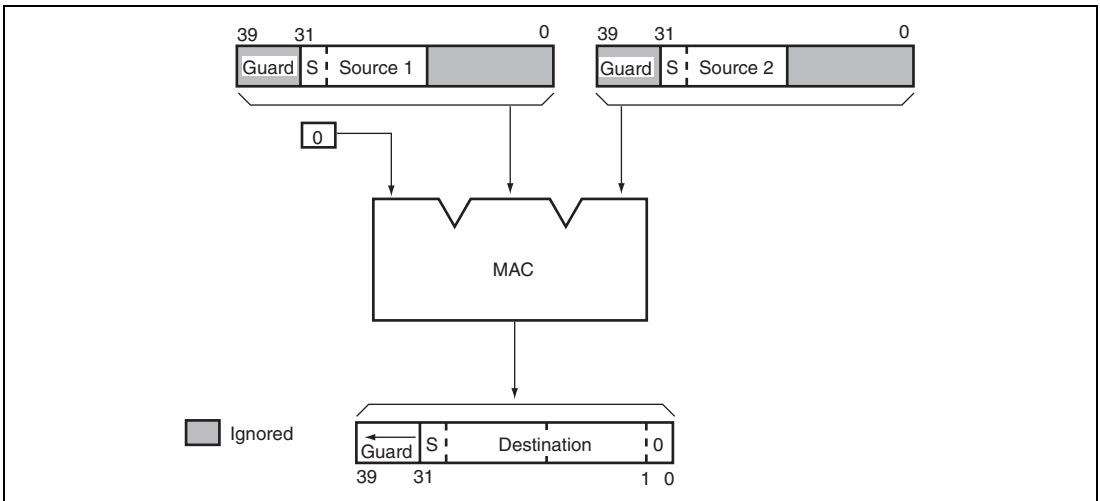 39 31 0
39 31 0
Guard S Source 1
Guard S Source 2
0
MAC
Ignored
Guard S Destination 0
39 31 1 0